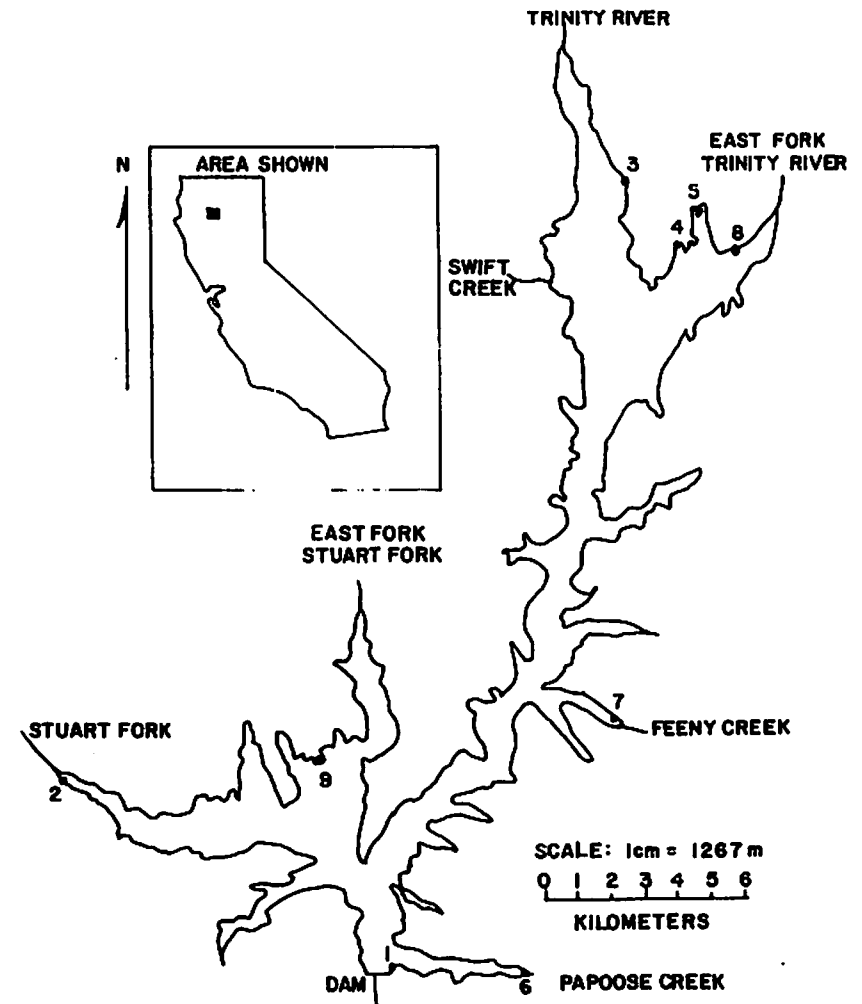 TRINITY RIVER
EAST FORK
TRINITY RIVER
N
AREA SHOWN
3
5
4
8
SWIFT
CREEK
EAST FORK
STUART FORK
7
FEENY CREEK
STUART FORK
9
2
SCALE: 1cm = 1267m
0 1 2 3 4 5 6
KILOMETERS
1
DAM
6
PAPOOSE CREEK